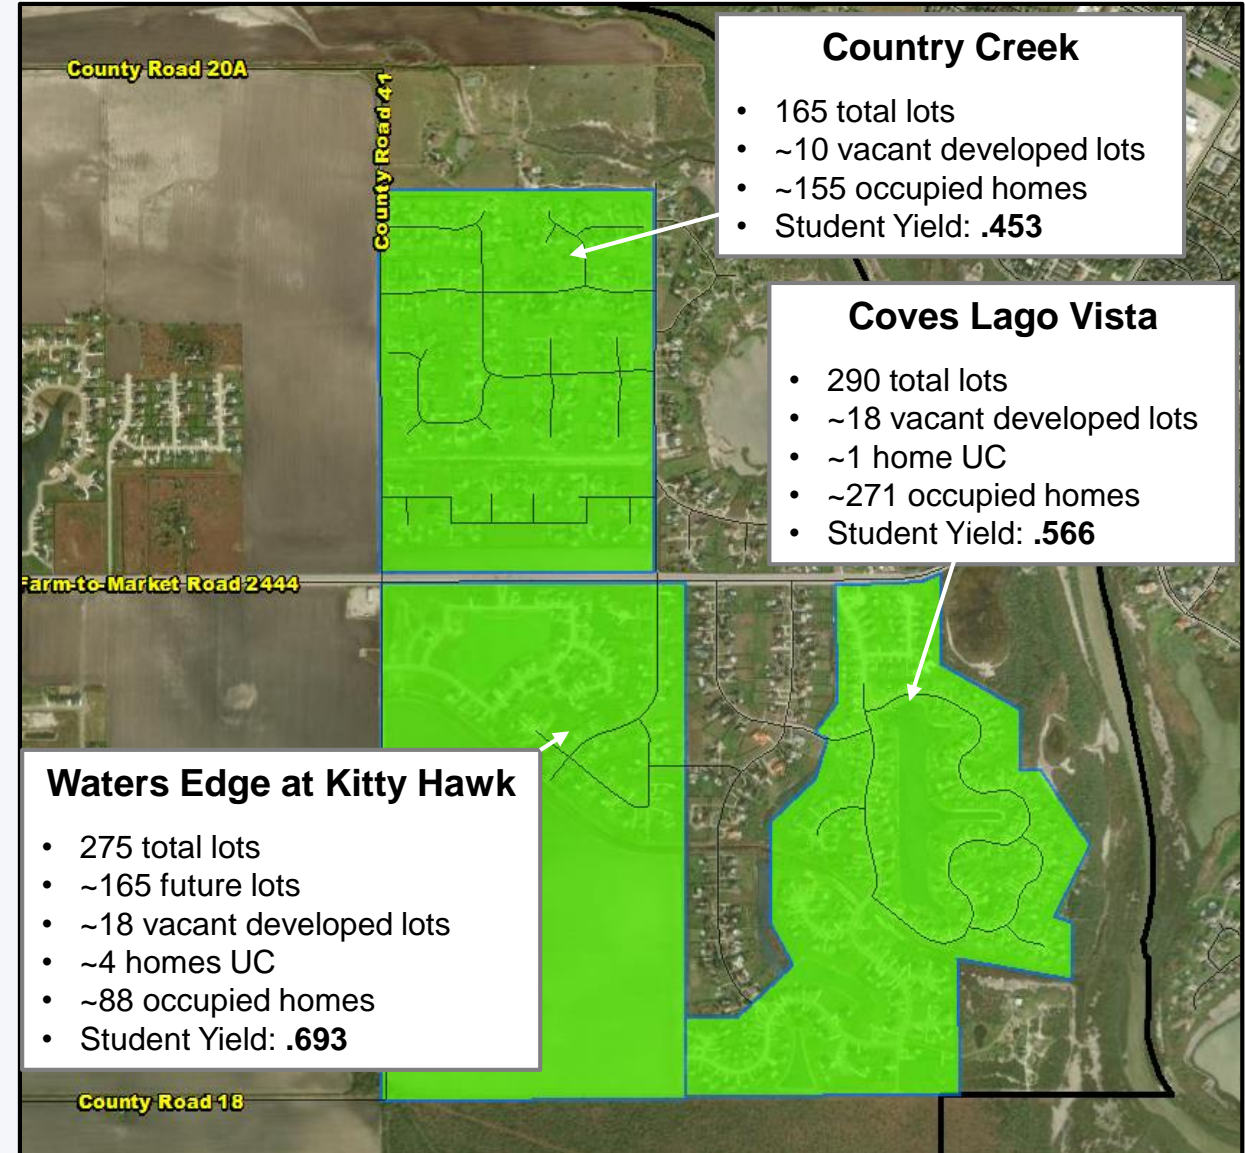 County Road 20A
County Road 41
Country Creek
• 165 total lots
• ~10 vacant developed lots
• ~155 occupied homes
• Student Yield: .453
Coves Lago Vista
• 290 total lots
• ~18 vacant developed lots
• ~1 home UC
• ~271 occupied homes
• Student Yield: .566
Farm-to-Market Road 2444
Waters Edge at Kitty Hawk
• 275 total lots
• ~165 future lots
• ~18 vacant developed lots
• ~4 homes UC
• ~88 occupied homes
• Student Yield: .693
County Road 18